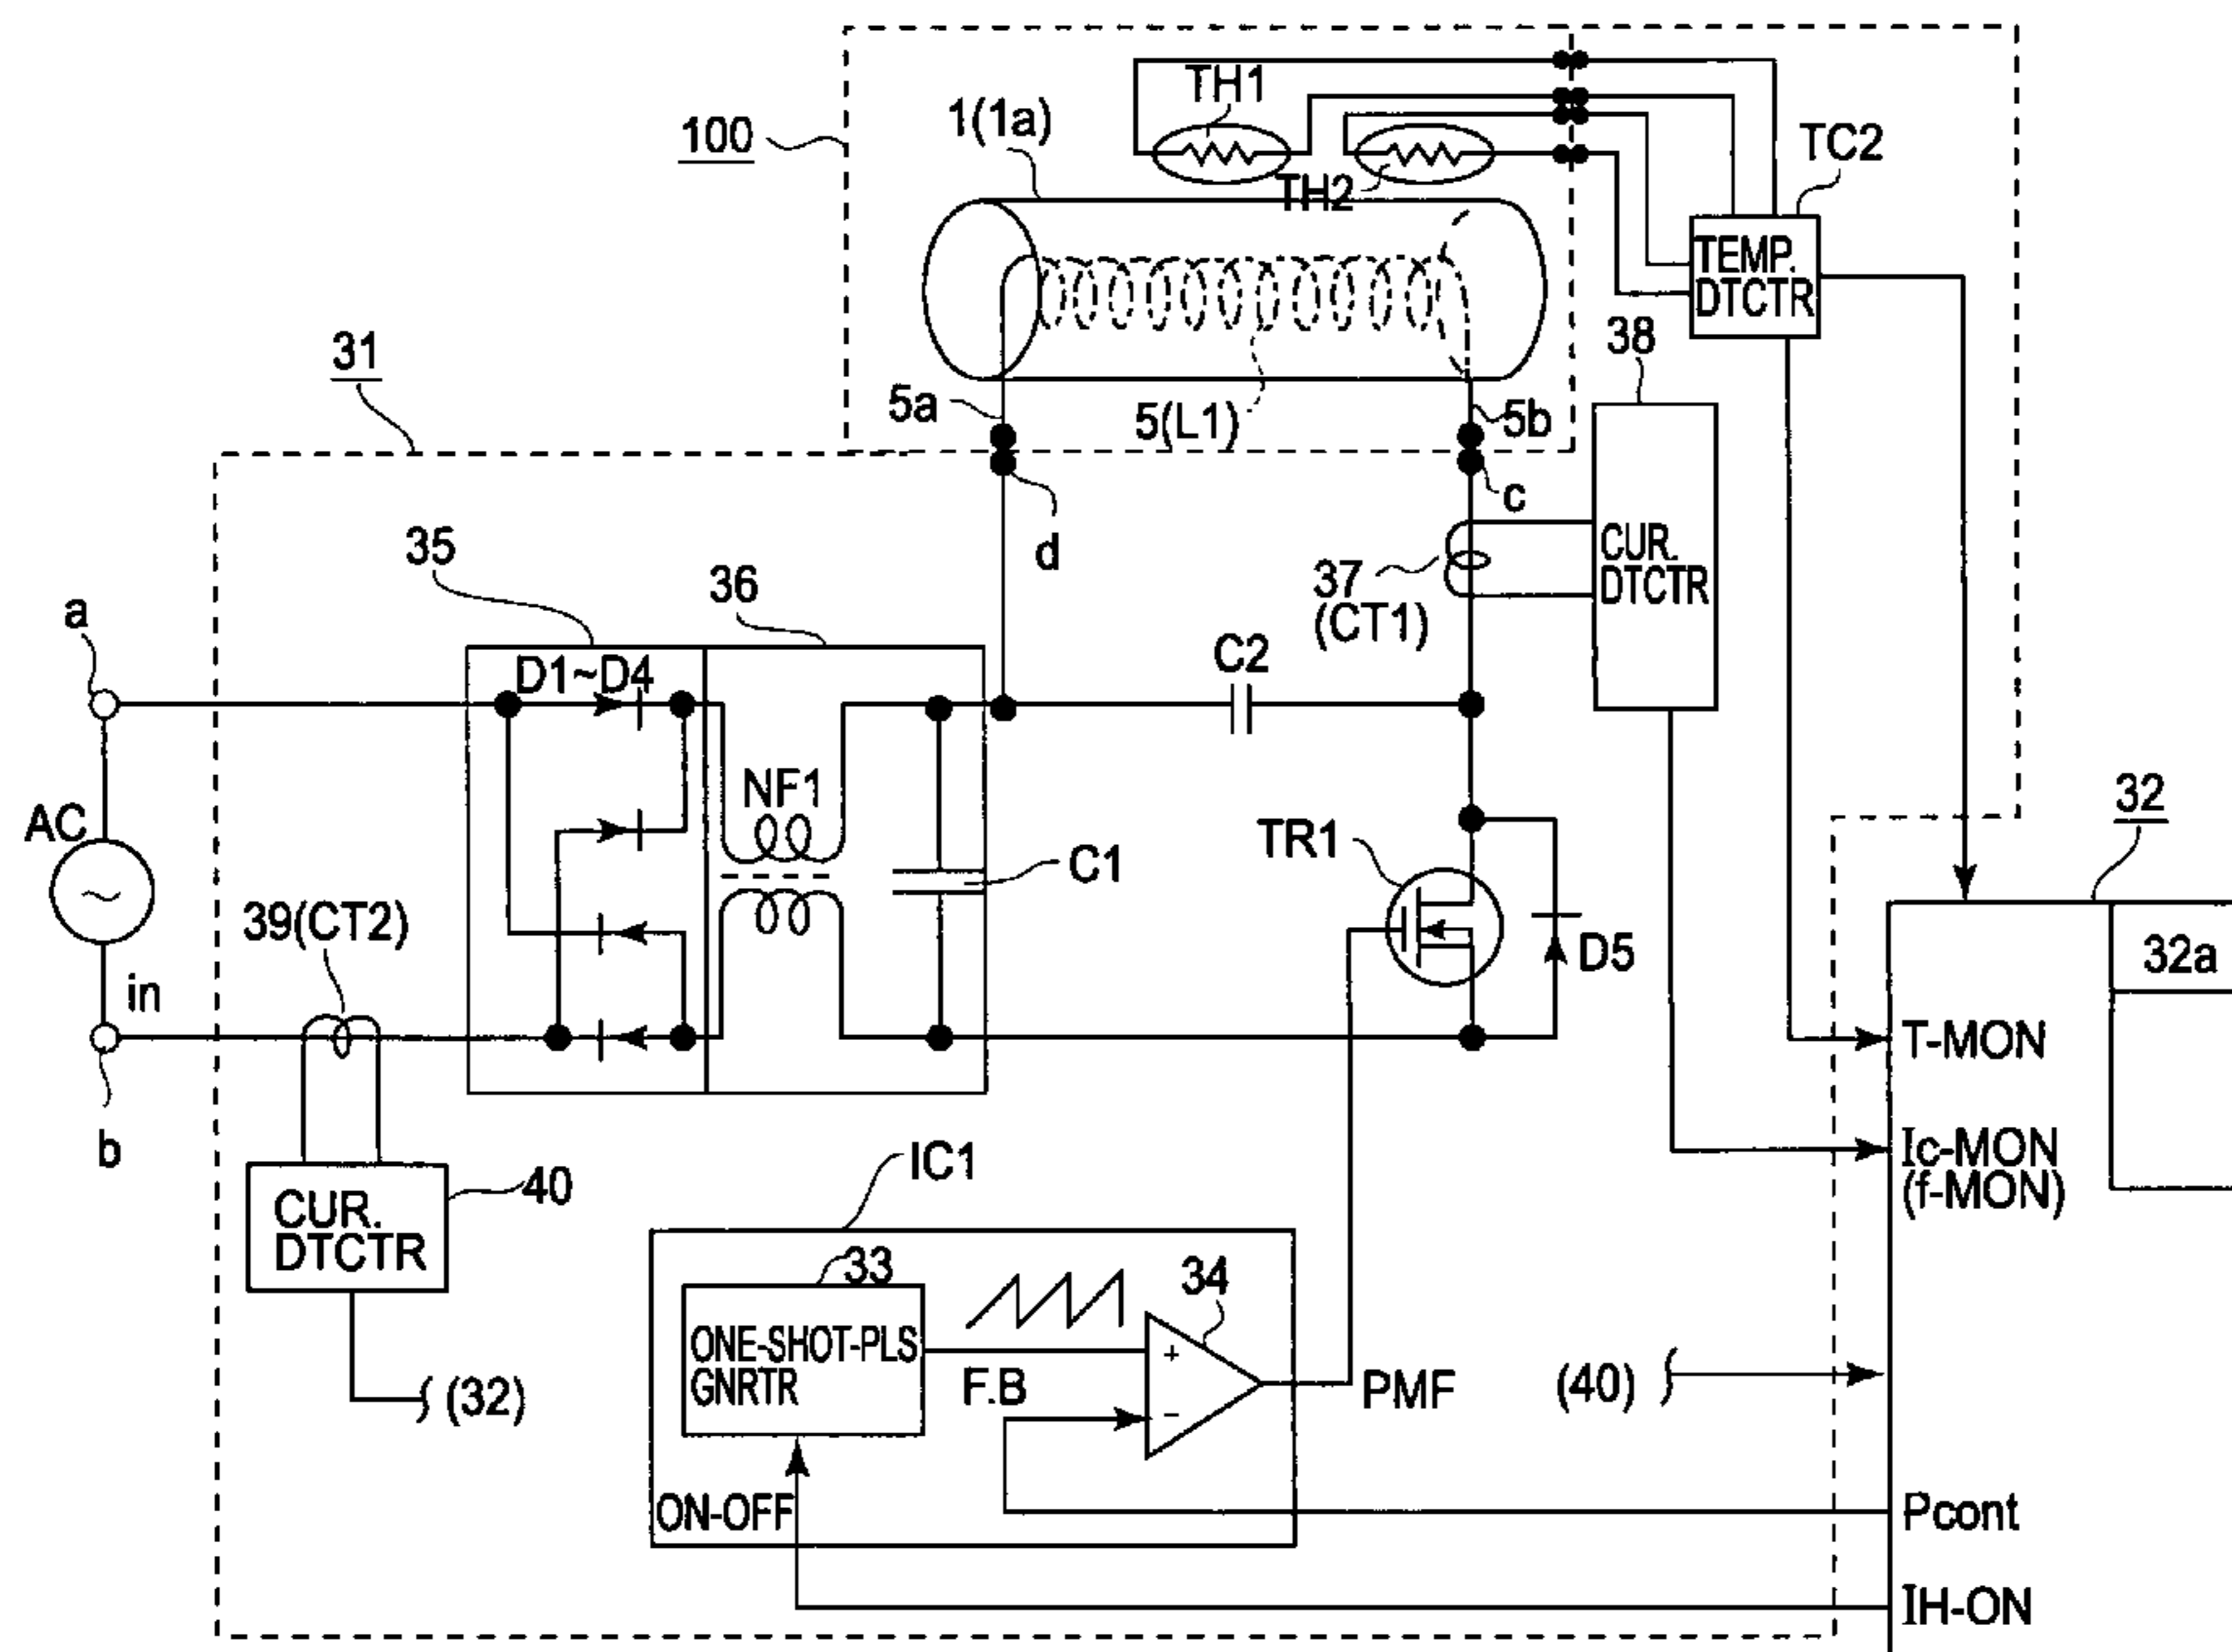 TH1
1(1a)
100
TC2
TH2
TEMP.
DTCTR
38
31
5a
5(L1)
5b
c
d
35
36
CUR.
DTCTR
37
(CT1)
a
C2
D1~D4
32
NF1
AC
TR1
C1
39(CT2)
D5
32a
in
T-MON
b
IC1
Ic-MON
(f-MON)
40
CUR.
DTCTR
33
34
ONE-SHOT-PLS
GNRTR
+
F.B
−
PMF
(40)
(32)
ON-OFF
Pcont
IH-ON